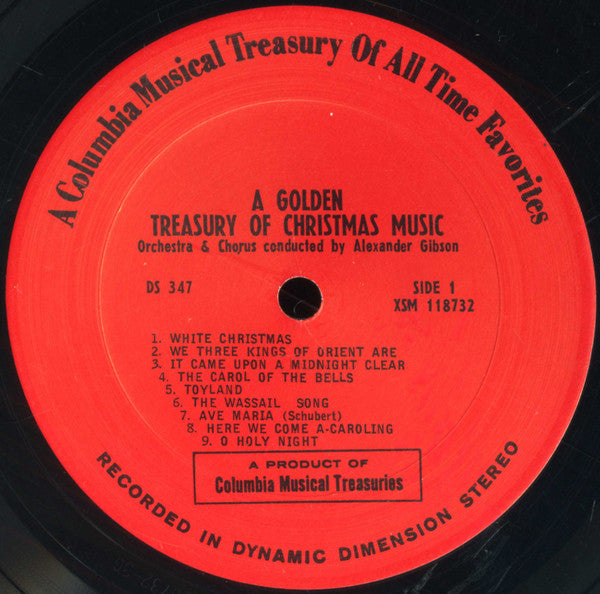 A Columbia Musical Treasury Of All Time Favorites
A GOLDEN
TREASURY OF CHRISTMAS MUSIC
Orchestra & Chorus conducted by Alexander Gibson
DS 347
SIDE 1
XSM 118732
1. WHITE CHRISTMAS
2. WE THREE KINGS OF ORIENT ARE
3. IT CAME UPON A MIDNIGHT CLEAR
4. THE CAROL OF THE BELLS
5. TOYLAND
6. THE WASSAIL SONG
7. AVE MARIA (Schubert)
8. HERE WE COME A-CAROLING
9. O HOLY NIGHT
A PRODUCT OF
Columbia Musical Treasuries
RECORDED IN DYNAMIC DIMENSION STEREO